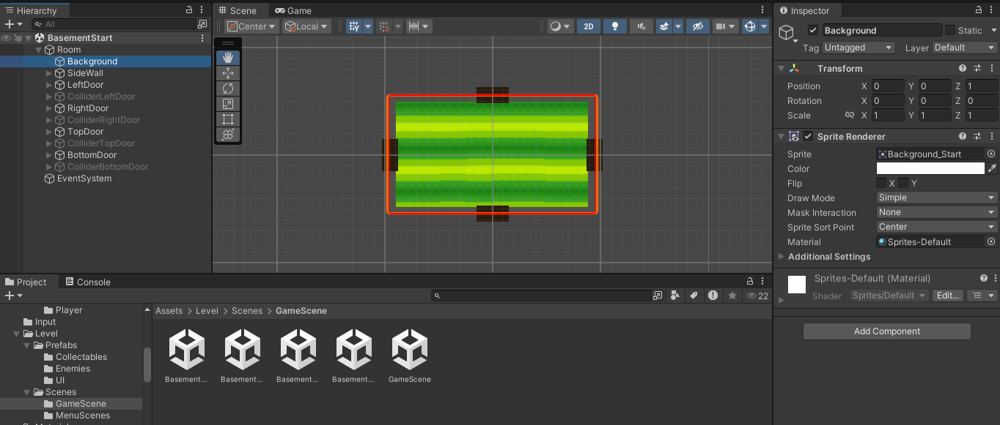 Hierarchy
All
BasementStart
Room
Background
SideWall
LeftDoor
ColliderLeftDoor
RightDoor
ColliderRightDoor
TopDoor
ColliderTopDoor
BottomDoor
ColliderBottomDoor
EventSystem
Scene Game
Center Local 2D
Inspector
Background Static
Tag Untagged Layer Default
Transform
Position X 0 Y 0 Z 1
Rotation X 0 Y 0 Z 0
Scale X 1 Y 1 Z 1
Sprite Renderer
Sprite Background_Start
Color
Flip X Y
Draw Mode Simple
Mask Interaction None
Sprite Sort Point Center
Material Sprites-Default
Additional Settings
Sprites-Default (Material)
Shader Sprites/Default Edit...
Add Component
Project Console
22
Player
Input
Level
Prefabs
Collectables
Enemies
UI
Scenes
GameScene
MenuScenes
Assets > Level > Scenes > GameScene
Basement... Basement... Basement... Basement... GameScene